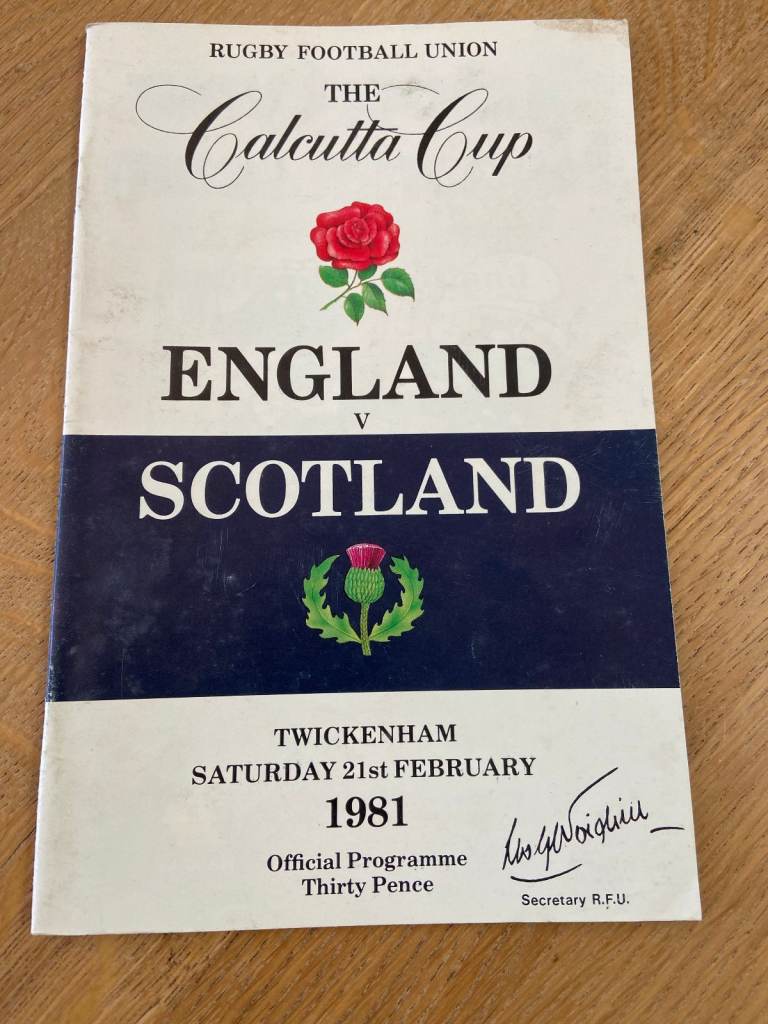 RUGBY FOOTBALL UNION
THE
Calcutta Cup
ENGLAND
V
SCOTLAND
TWICKENHAM
SATURDAY 21st FEBRUARY
1981
Official Programme
Thirty Pence
Secretary R.F.U.